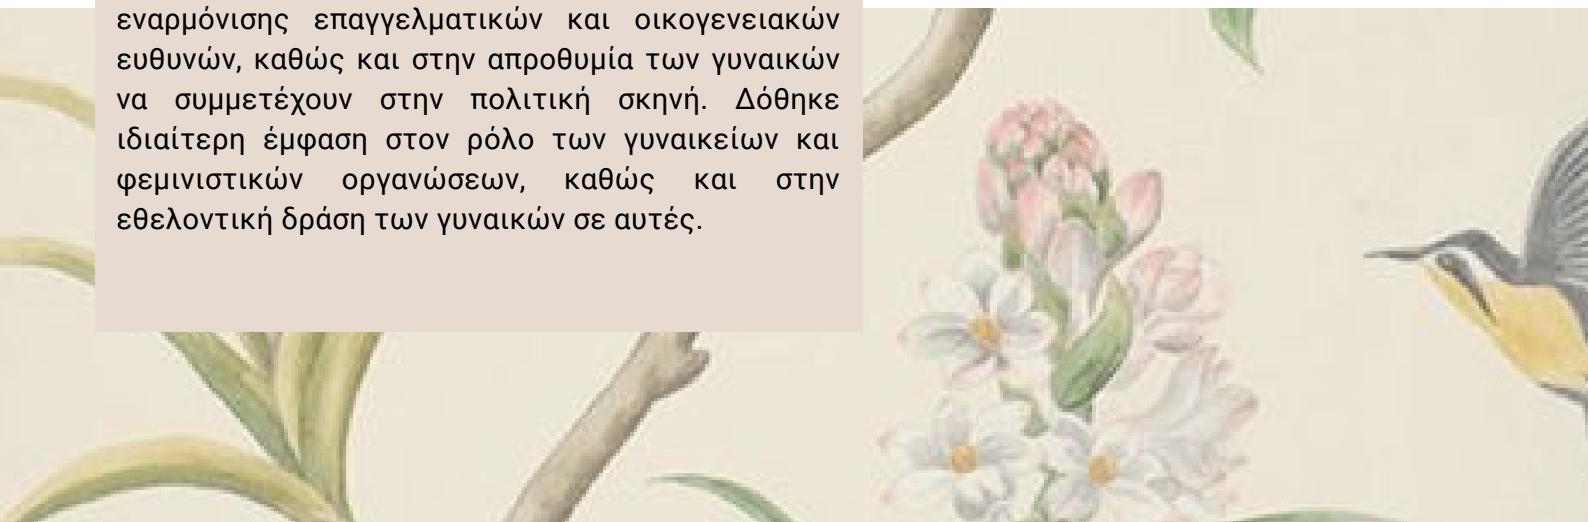 εναρμόνισης επαγγελματικών και οικογενειακών
ευθυνών, καθώς και στην απροθυμία των γυναικών
να συμμετέχουν στην πολιτική σκηνή. Δόθηκε
ιδιαίτερη έμφαση στον ρόλο των γυναικείων και
φεμινιστικών οργανώσεων, καθώς και στην
εθελοντική δράση των γυναικών σε αυτές.